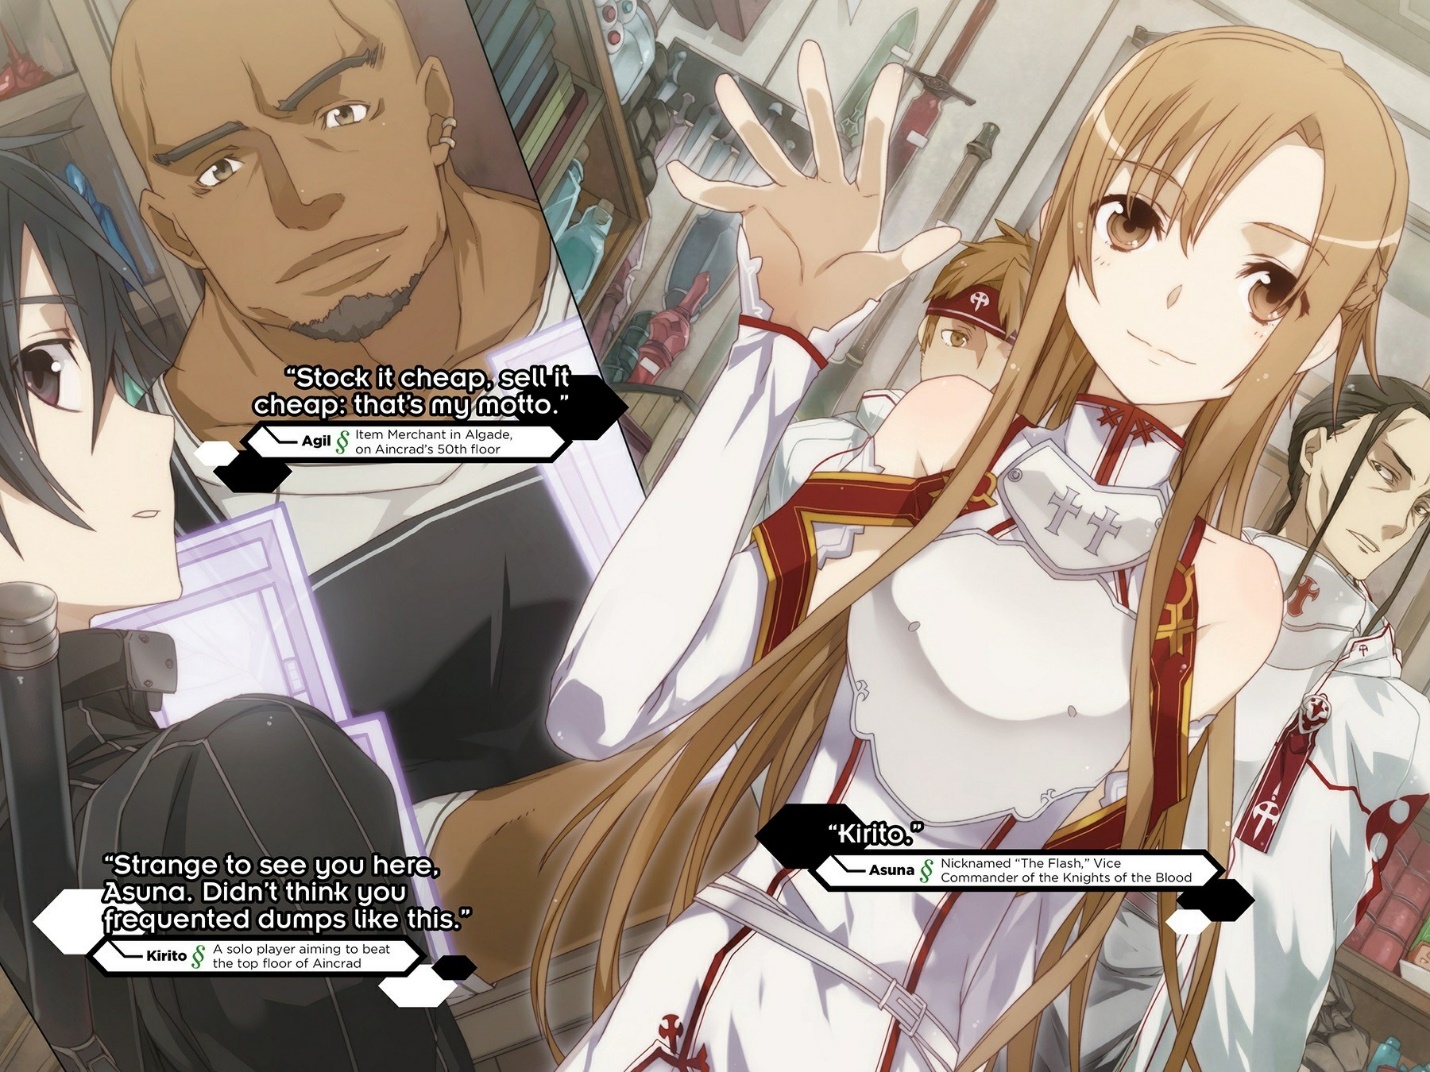 “Stock it cheap, sell it
cheap: that’s my motto.”
Agil § Item Merchant in Algade,
on Aincrad’s 50th floor
“Kirito.”
Asuna § Nicknamed “The Flash,” Vice
Commander of the Knights of the Blood
“Strange to see you here,
Asuna. Didn’t think you
frequented dumps like this.”
Kirito § A solo player aiming to beat
the top floor of Aincrad